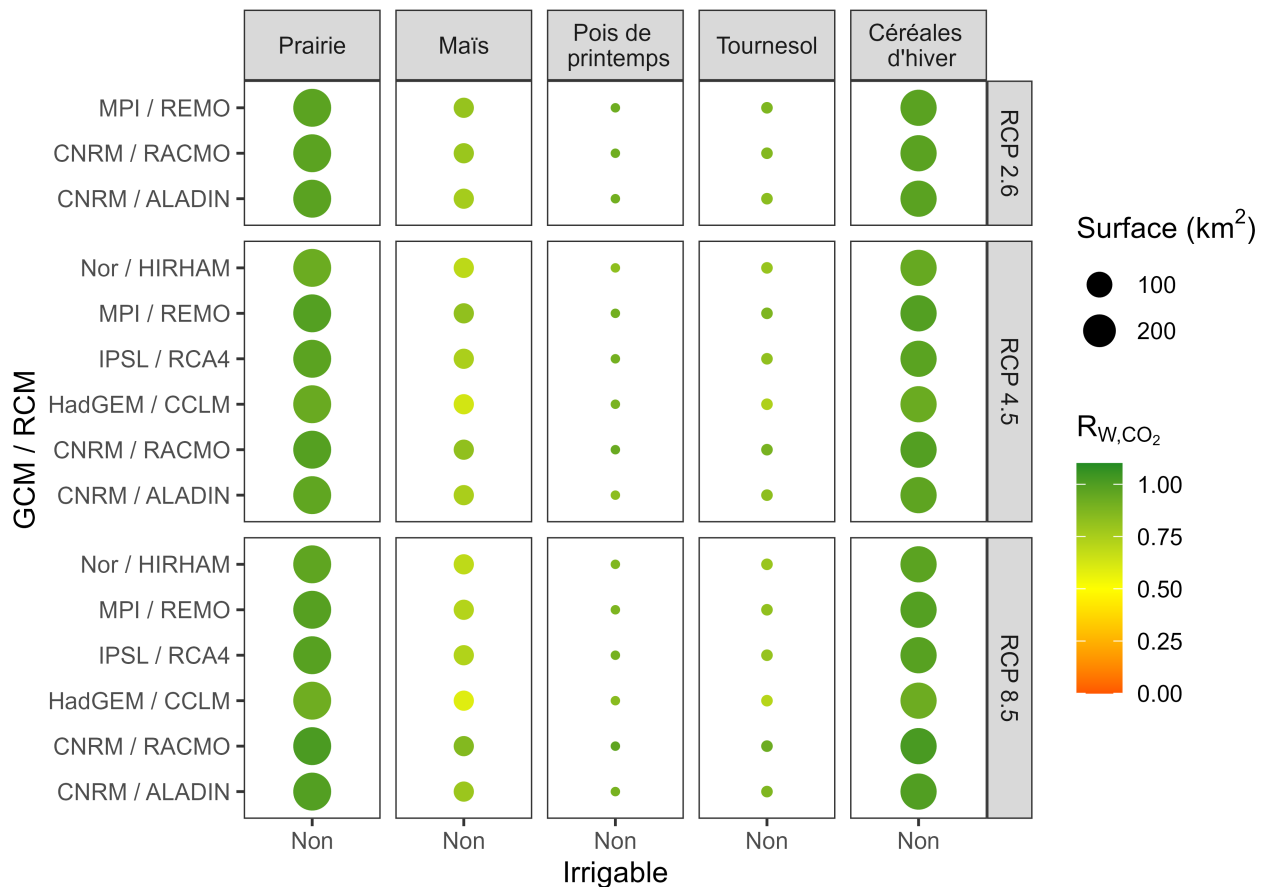 Prairie
Maïs
Pois de
printemps
Tournesol
Céréales
d'hiver
MPI / REMO
CNRM / RACMO
CNRM / ALADIN
RCP 2.6
Nor / HIRHAM
MPI / REMO
IPSL / RCA4
HadGEM / CCLM
CNRM / RACMO
CNRM / ALADIN
RCP 4.5
Nor / HIRHAM
MPI / REMO
IPSL / RCA4
HadGEM / CCLM
CNRM / RACMO
CNRM / ALADIN
RCP 8.5
GCM / RCM
Non
Non
Non
Non
Non
Irrigable
Surface (km²)
100
200
R_W,CO₂
1.00
0.75
0.50
0.25
0.00